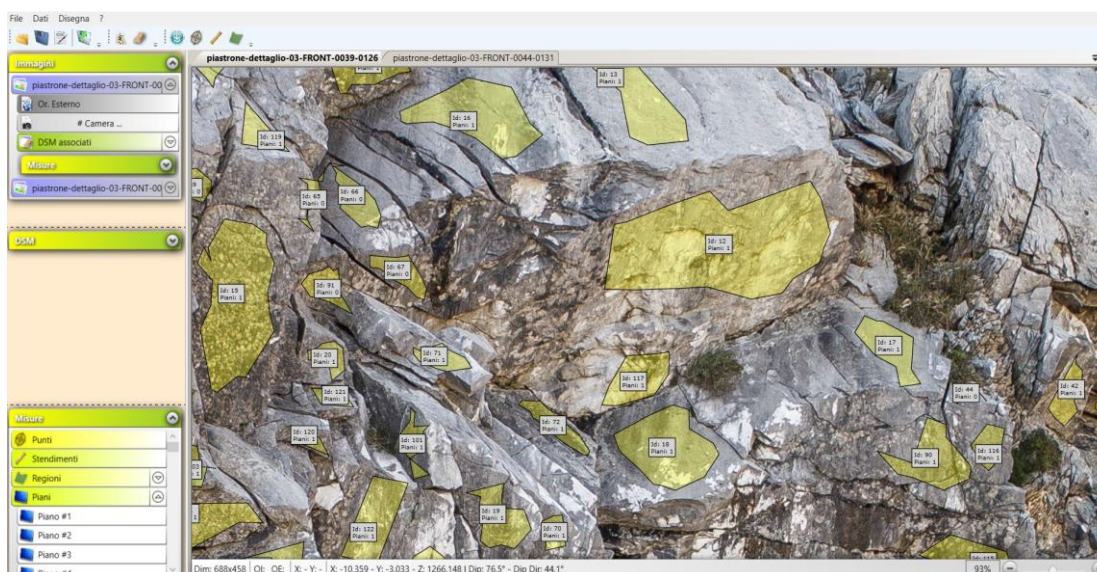 File Dati Disegna ?
piastrone-dettaglio-03-FRONT-0039-0126 piastrone-dettaglio-03-FRONT-0044-0131
Immagini
piastrone-dettaglio-03-FRONT-00
Or. Esterno
# Camera ...
DSM associati
Misure
piastrone-dettaglio-03-FRONT-00
DSM
Misure
Punti
Stendimenti
Regioni
Piani
Piano #1
Piano #2
Piano #3
Piani: 1
Id: 13
Piani: 1
Id: 16
Piani: 1
Id: 119
Piani: 1
Id: 65
Piani: 0
Id: 66
Piani: 0
Id: 12
Piani: 1
Id: 67
Piani: 0
Id: 91
Piani: 0
Id: 15
Piani: 1
Id: 17
Piani: 1
Id: 20
Piani: 1
Id: 71
Piani: 1
Id: 117
Piani: 1
Id: 44
Piani: 0
Id: 42
Piani: 1
Id: 121
Piani: 1
Id: 72
Piani: 1
Id: 120
Piani: 1
Id: 101
Piani: 1
Id: 18
Piani: 1
Id: 90
Piani: 1
Id: 116
Piani: 1
Id: 122
Piani: 1
Id: 19
Piani: 1
Id: 70
Piani: 1
Id: 115
Dim: 688x458 OI: OE: X: - Y: - X: -10.359 - Y: -3.033 - Z: 1266.148 | Dip: 76.5° - Dip Dir: 44.1° 93%